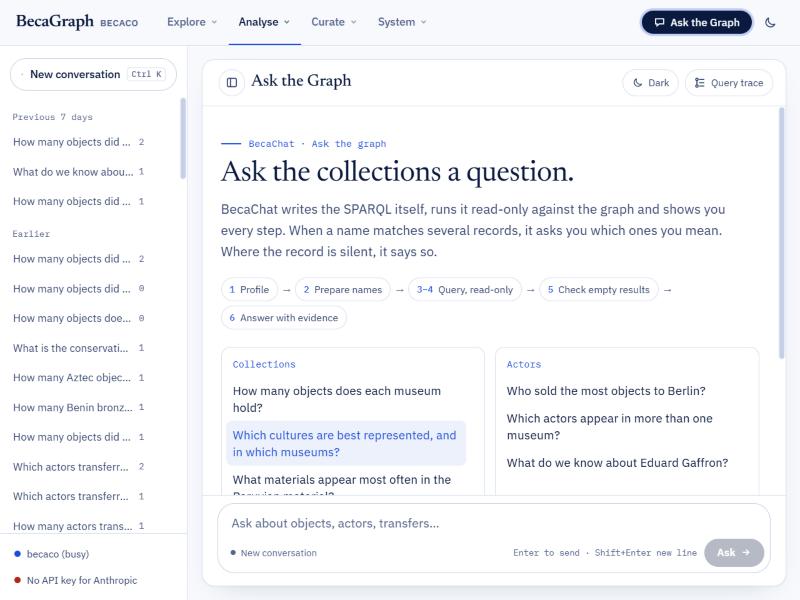 BecaGraph BECACO
Explore
Analyse
Curate
System
Ask the Graph
New conversation Ctrl K
Previous 7 days
How many objects did ... 2
What do we know abou... 1
How many objects did ... 1
Earlier
How many objects did ... 2
How many objects did ... 0
How many objects doe... 0
What is the conservati... 1
How many Aztec objec... 1
How many Benin bronz... 1
How many objects did ... 1
Which actors transferr... 2
Which actors transferr... 1
How many actors trans... 1
becaco (busy)
No API key for Anthropic
Ask the Graph
Dark
Query trace
BecaChat · Ask the graph
Ask the collections a question.
BecaChat writes the SPARQL itself, runs it read-only against the graph and shows you
every step. When a name matches several records, it asks you which ones you mean.
Where the record is silent, it says so.
1 Profile → 2 Prepare names → 3–4 Query, read-only → 5 Check empty results →
6 Answer with evidence
Collections
How many objects does each museum
hold?
Which cultures are best represented, and
in which museums?
What materials appear most often in the
Peruvian material?
Actors
Who sold the most objects to Berlin?
Which actors appear in more than one
museum?
What do we know about Eduard Gaffron?
Ask about objects, actors, transfers...
New conversation
Enter to send · Shift+Enter new line
Ask →